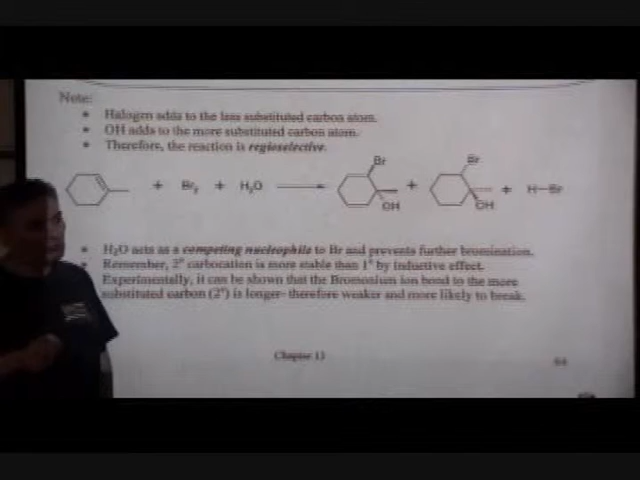 Note:
• Halogen adds to the less substituted carbon atom.
• OH adds to the more substituted carbon atom.
• Therefore, the reaction is regioselective.
Br Br
+ Br₂ + H₂O + + H—Br
OH OH
• H₂O acts as a competing nucleophile to Br and prevents further bromination.
• Remember, 2° carbocation is more stable than 1° by inductive effect.
Experimentally, it can be shown that the Bromonium ion bond to the more
substituted carbon (2°) is longer- therefore weaker and more likely to break.
Chapter 13